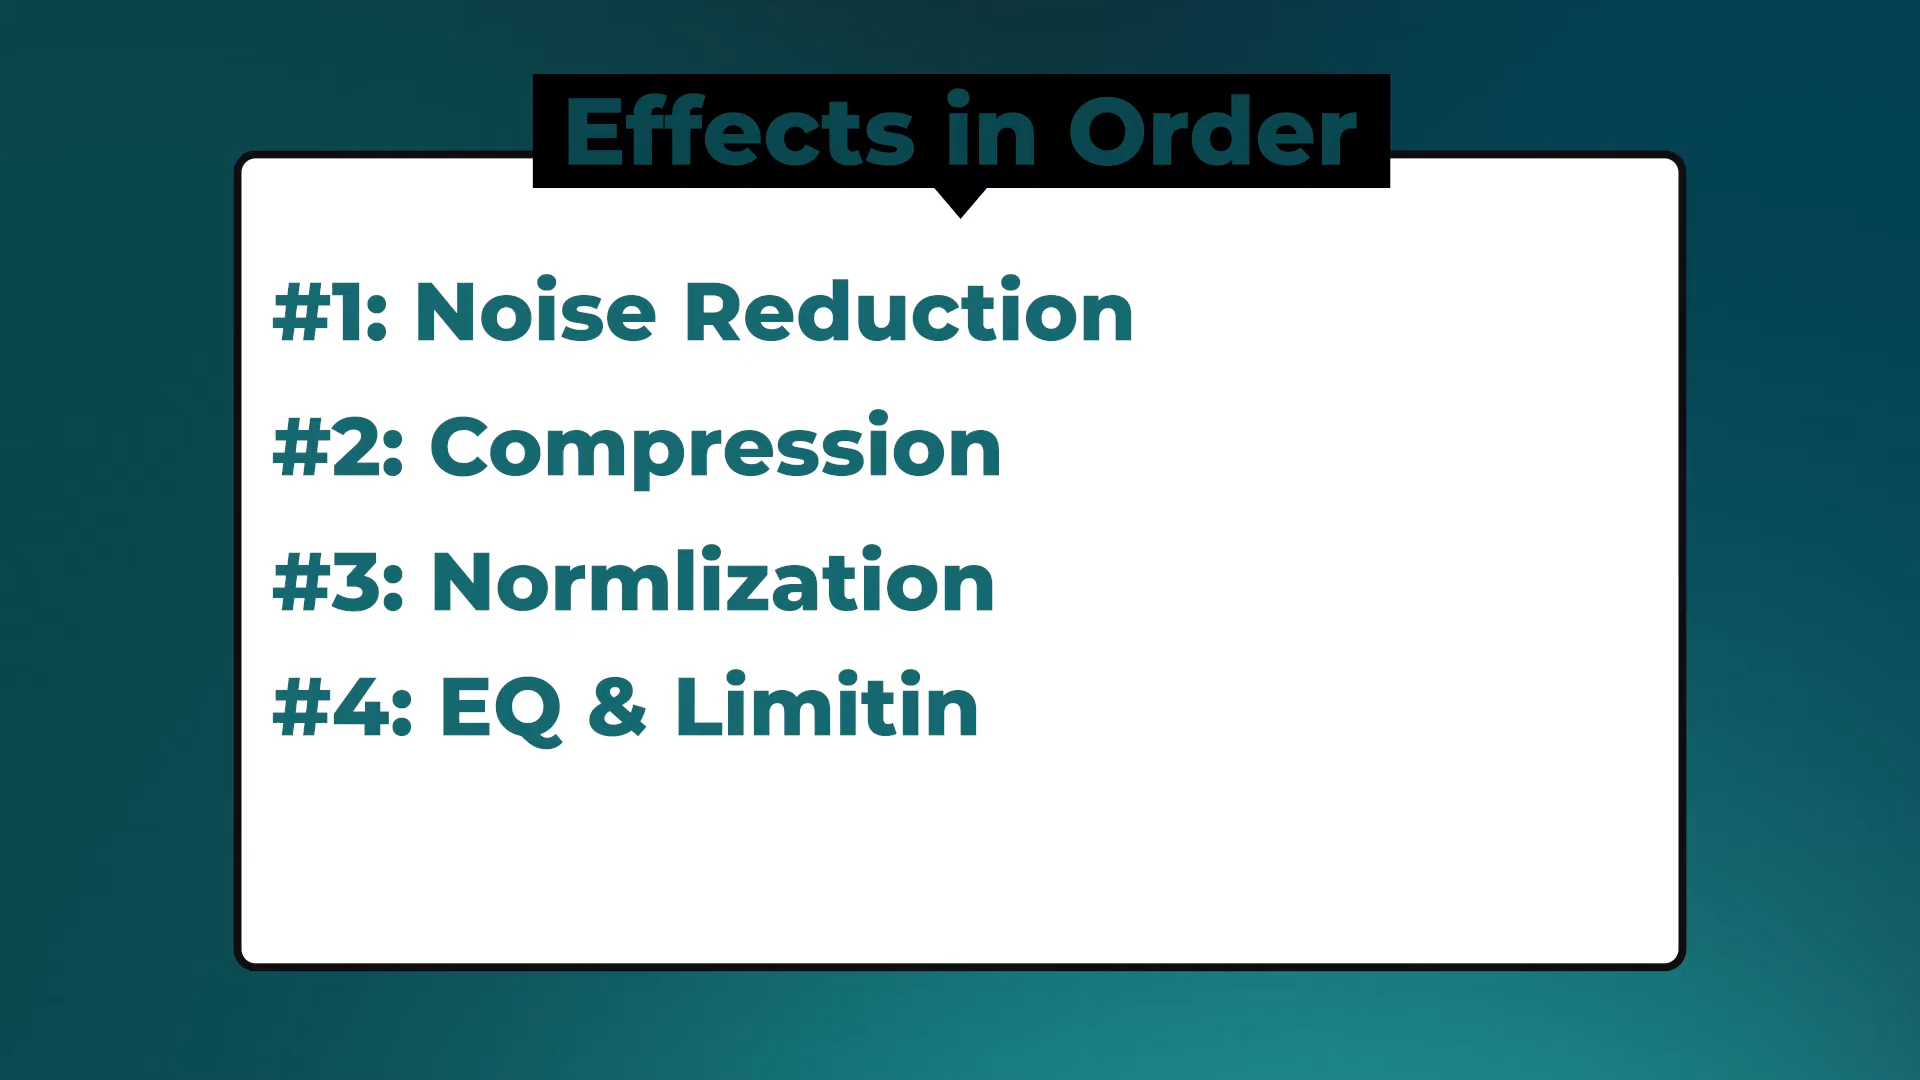 Effects in Order
#1: Noise Reduction
#2: Compression
#3: Normlization
#4: EQ & Limitin